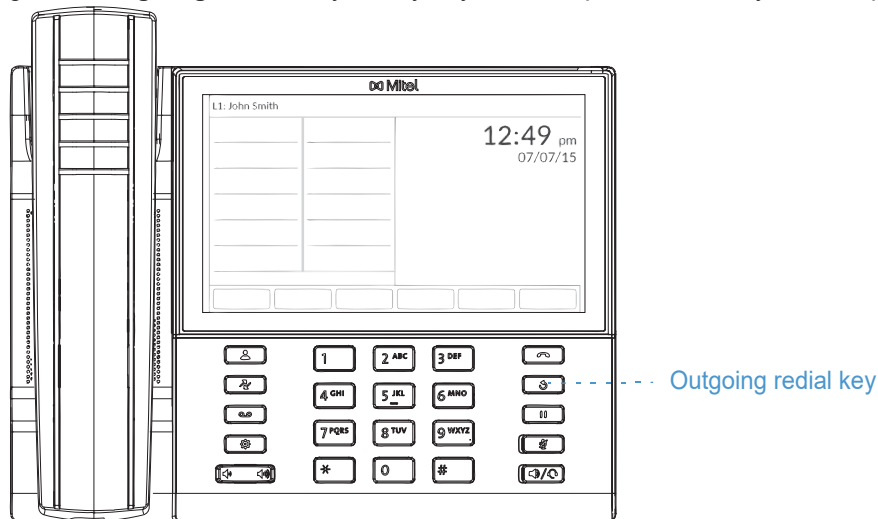 Mitel
L1: John Smith
12:49 pm
07/07/15
1
2 ABC
3 DEF
4 GHI
5 JKL
6 MNO
7 PQRS
8 TUV
9 WXYZ
*
0
#
Outgoing redial key